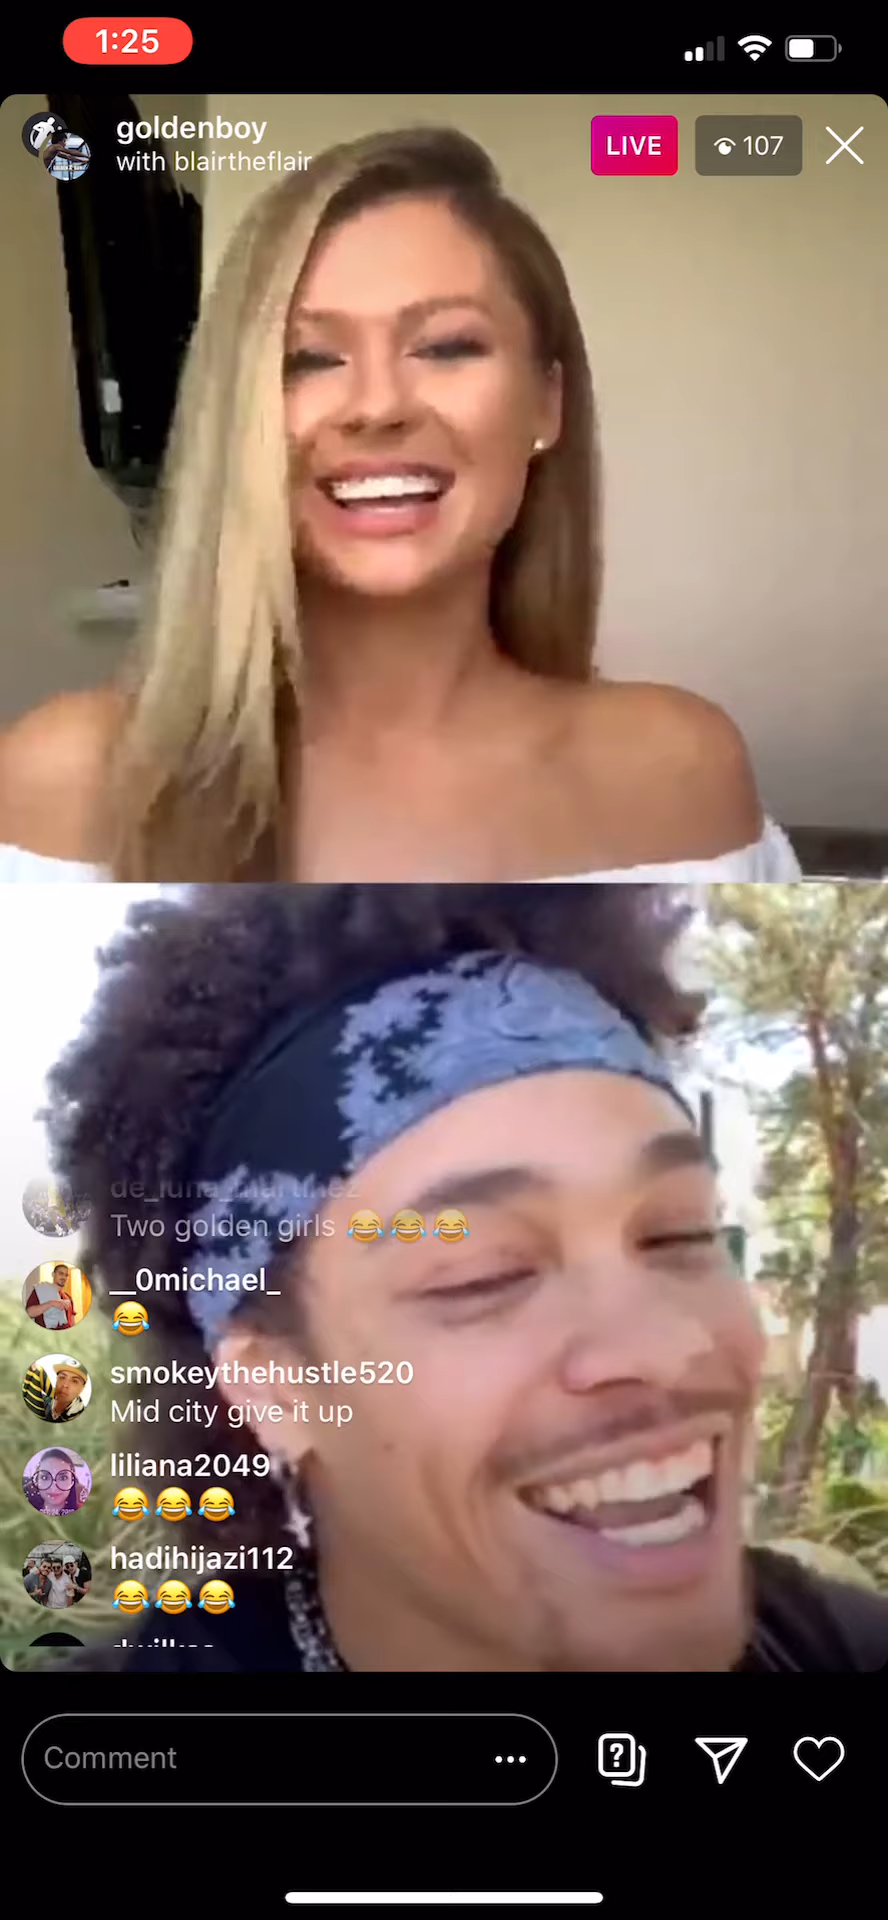 1:25
goldenboy
with blairtheflair
LIVE
107
de_luna_martinez
Two golden girls 😂😂😂
__0michael_
😂
smokeythehustle520
Mid city give it up
liliana2049
😂😂😂
hadihijazi112
😂😂😂
Comment